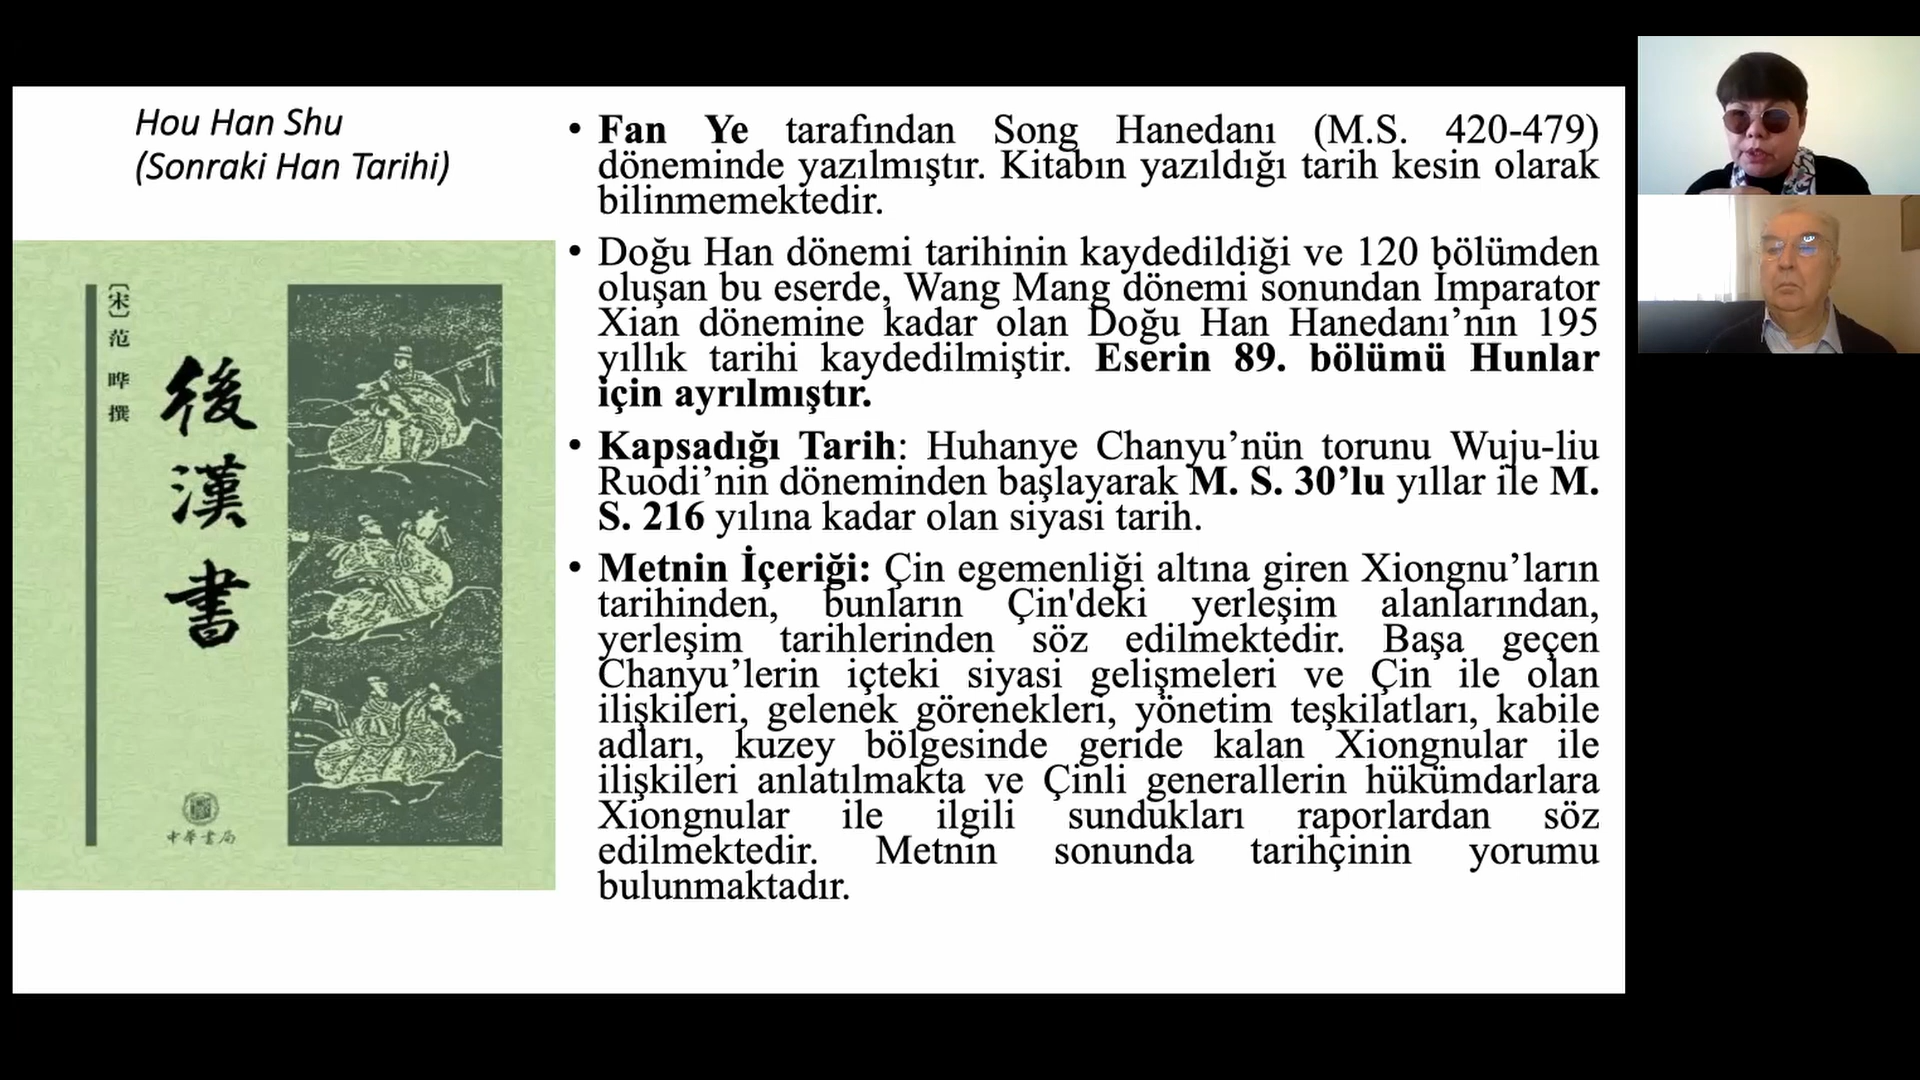 Hou Han Shu
(Sonraki Han Tarihi)
〔宋〕范曄撰
後漢書
中華書局
• Fan Ye tarafından Song Hanedanı (M.S. 420-479)
döneminde yazılmıştır. Kitabın yazıldığı tarih kesin olarak
bilinmemektedir.
• Doğu Han dönemi tarihinin kaydedildiği ve 120 bölümden
oluşan bu eserde, Wang Mang dönemi sonundan İmparator
Xian dönemine kadar olan Doğu Han Hanedanı’nın 195
yıllık tarihi kaydedilmiştir. Eserin 89. bölümü Hunlar
için ayrılmıştır.
• Kapsadığı Tarih: Huhanye Chanyu’nün torunu Wuju-liu
Ruodi’nin döneminden başlayarak M. S. 30’lu yıllar ile M.
S. 216 yılına kadar olan siyasi tarih.
• Metnin İçeriği: Çin egemenliği altına giren Xiongnu’ların
tarihinden, bunların Çin'deki yerleşim alanlarından,
yerleşim tarihlerinden söz edilmektedir. Başa geçen
Chanyu’lerin içteki siyasi gelişmeleri ve Çin ile olan
ilişkileri, gelenek görenekleri, yönetim teşkilatları, kabile
adları, kuzey bölgesinde geride kalan Xiongnular ile
ilişkileri anlatılmakta ve Çinli generallerin hükümdarlara
Xiongnular ile ilgili sundukları raporlardan söz
edilmektedir. Metnin sonunda tarihçinin yorumu
bulunmaktadır.